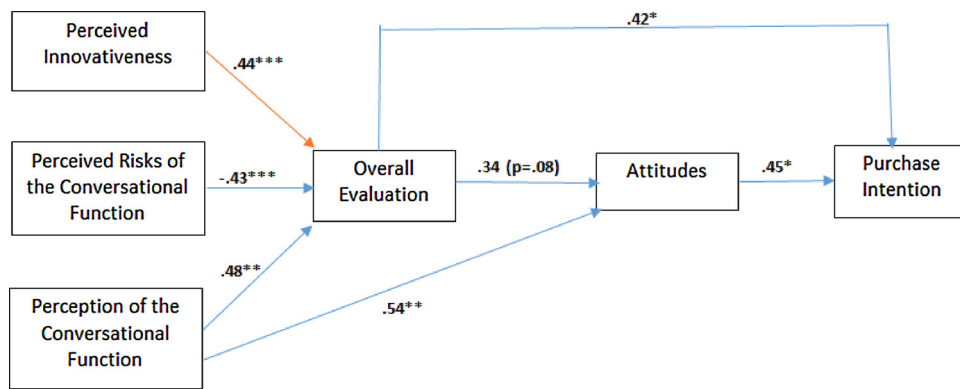 Perceived
Innovativeness
.42*
.44***
Perceived Risks of
the Conversational
Function
-.43***
Overall
Evaluation
.34 (p=.08)
Attitudes
.45*
Purchase
Intention
.48**
.54**
Perception of the
Conversational
Function